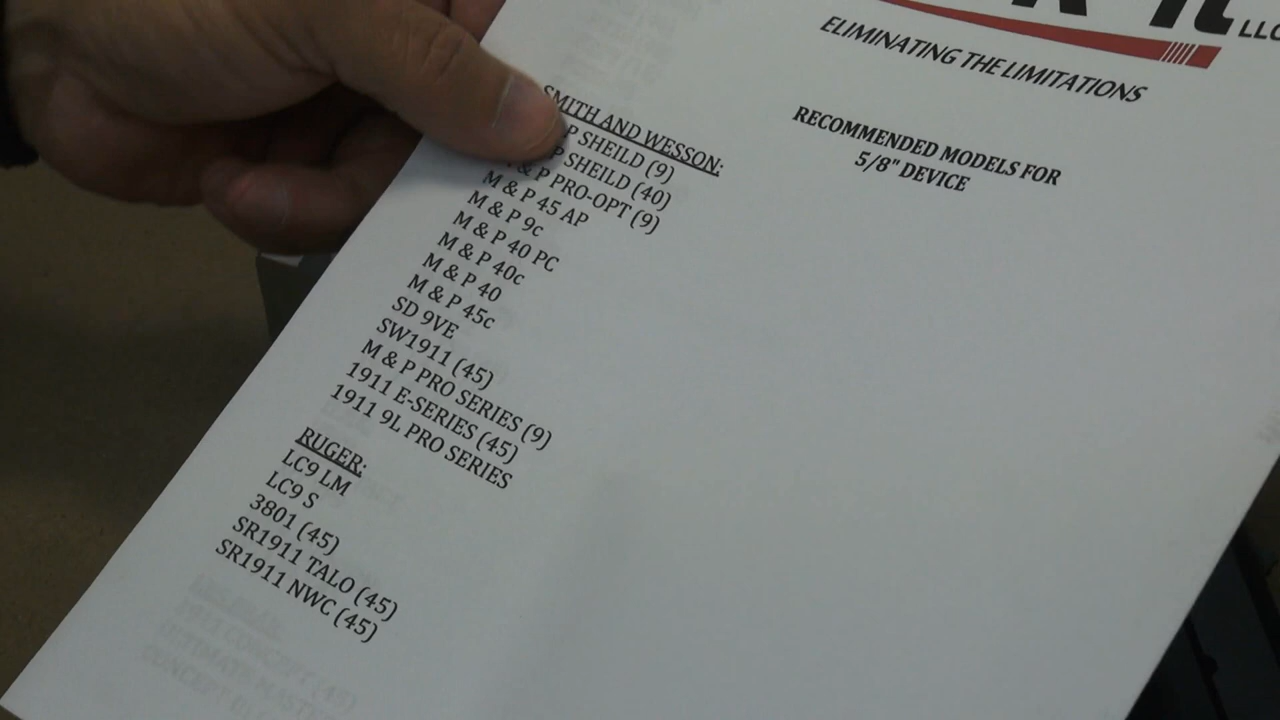 LLC
ELIMINATING THE LIMITATIONS
RECOMMENDED MODELS FOR
5/8" DEVICE
SMITH AND WESSON:
P SHEILD (9)
P SHEILD (40)
& P PRO-OPT (9)
M & P 45 AP
M & P 9c
M & P 40 PC
M & P 40c
M & P 40
M & P 45c
SD 9VE
SW1911 (45)
M & P PRO SERIES (9)
1911 E-SERIES (45)
1911 9L PRO SERIES
RUGER:
LC9 LM
LC9 S
3801 (45)
SR1911 TALO (45)
SR1911 NWC (45)